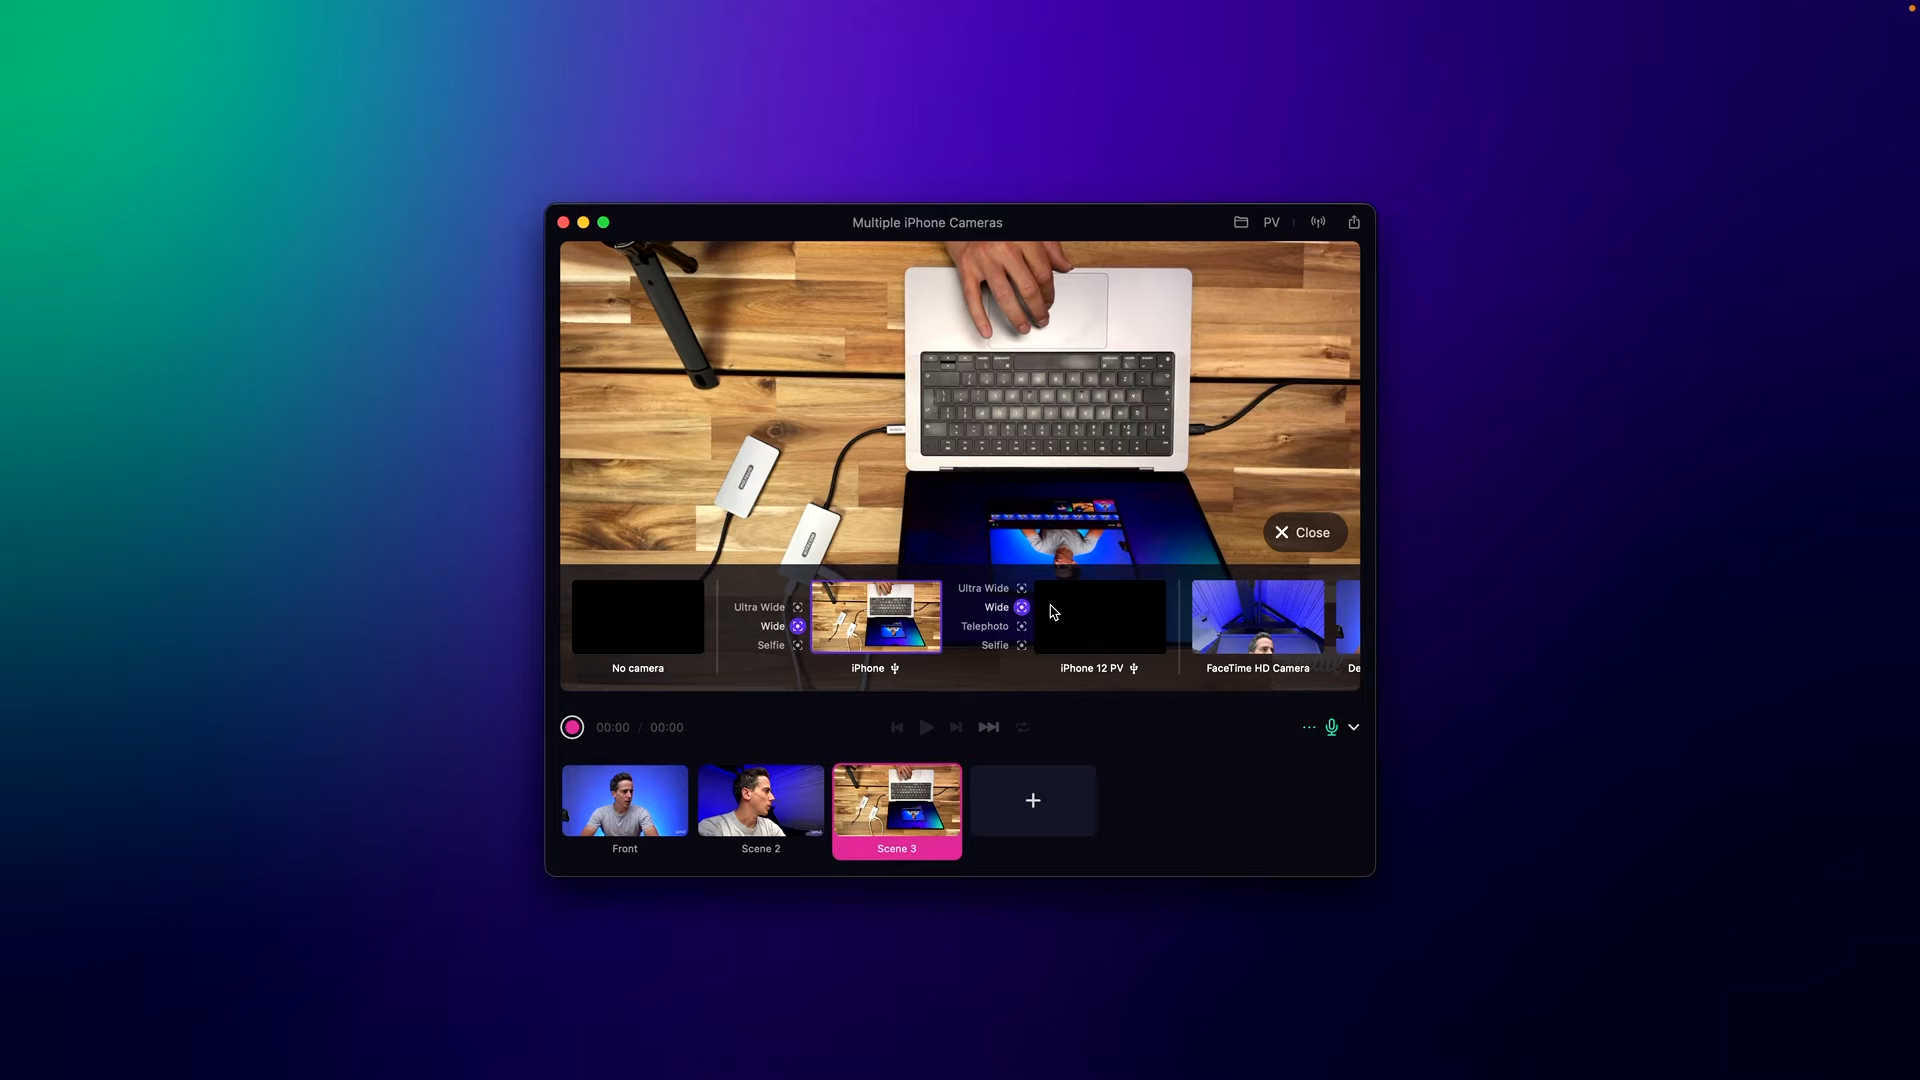 Multiple iPhone Cameras
PV
Close
Ultra Wide
Wide
Selfie
Ultra Wide
Wide
Telephoto
Selfie
No camera
iPhone
iPhone 12 PV
FaceTime HD Camera
De
00:00 / 00:00
Front
Scene 2
Scene 3